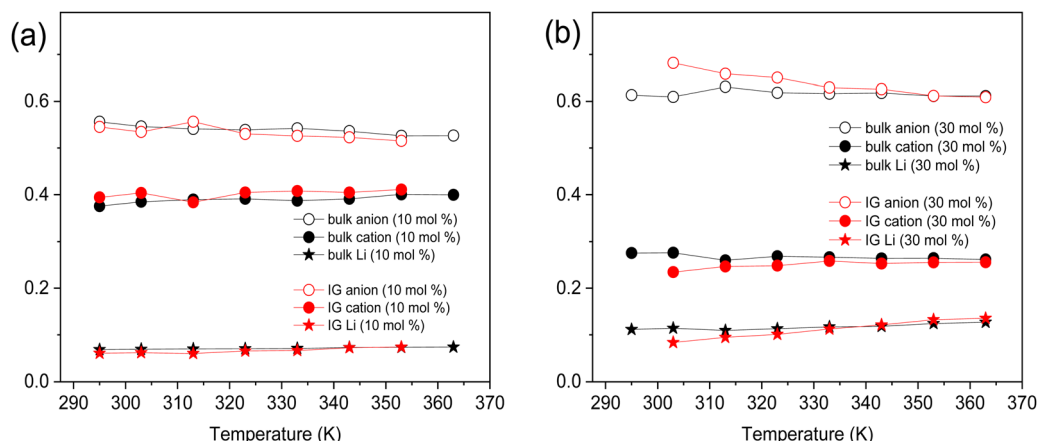 (a)
0.6
0.4
0.2
0.0
bulk anion (10 mol %)
bulk cation (10 mol %)
bulk Li (10 mol %)
IG anion (10 mol %)
IG cation (10 mol %)
IG Li (10 mol %)
290 300 310 320 330 340 350 360 370
Temperature (K)
(b)
0.6
0.4
0.2
0.0
bulk anion (30 mol %)
bulk cation (30 mol %)
bulk Li (30 mol %)
IG anion (30 mol %)
IG cation (30 mol %)
IG Li (30 mol %)
290 300 310 320 330 340 350 360 370
Temperature (K)